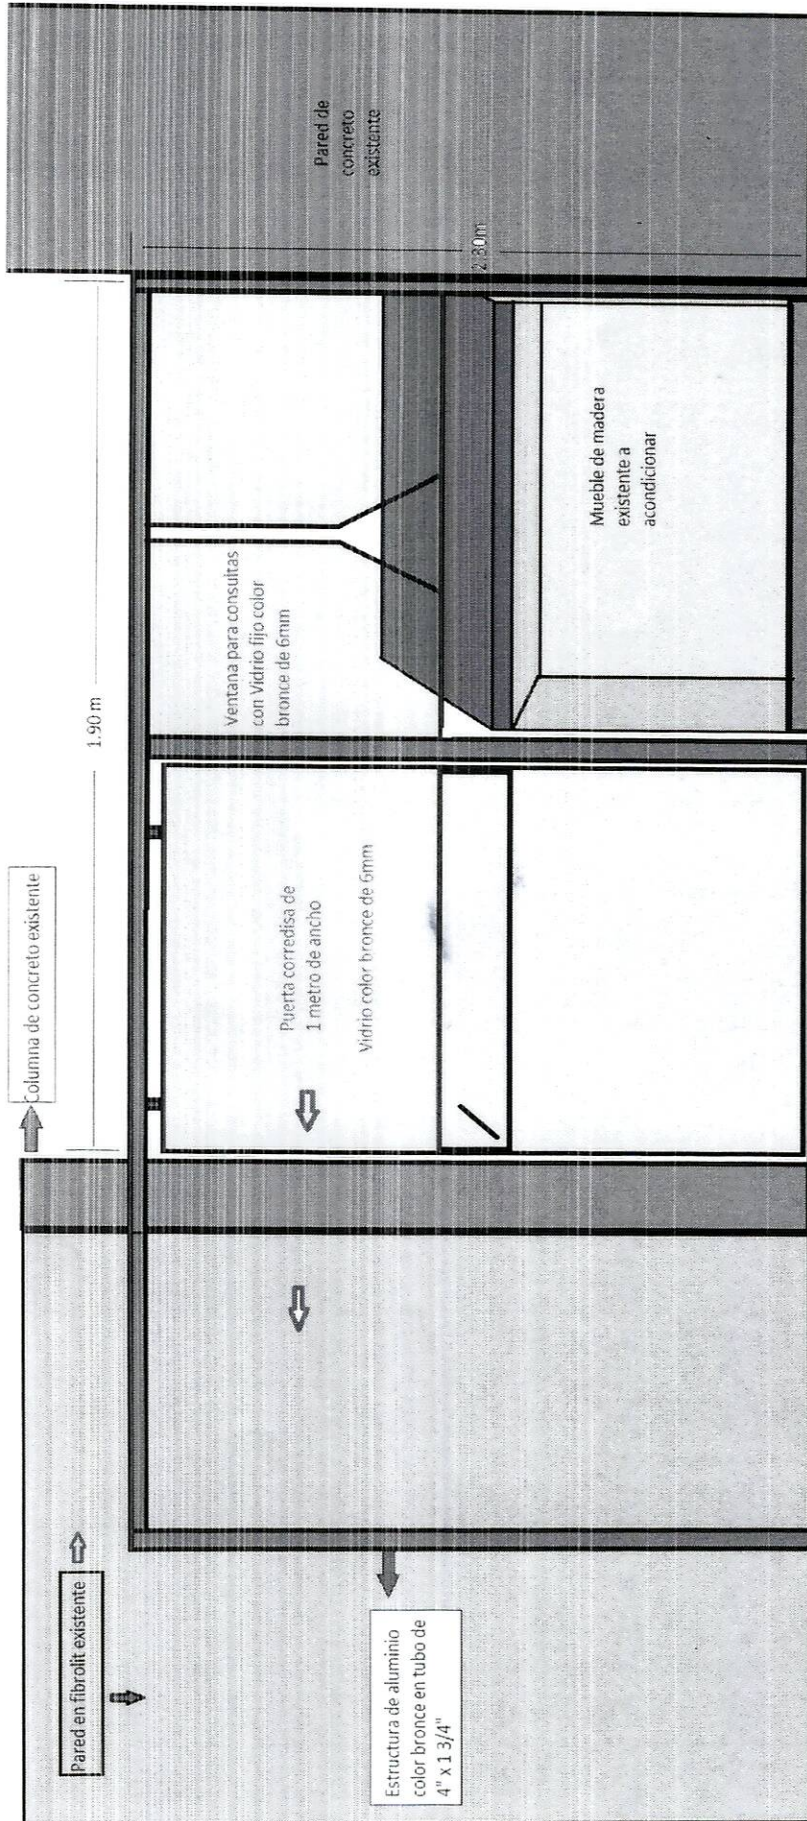 Pared en fibrolit existente
Estructura de aluminio
color bronce en tubo de
4" x 1 3/4"
Columna de concreto existente
1.90 m
Puerta corredisa de
1 metro de ancho
Vidrio color bronce de 6mm
Ventana para consultas
con Vidrio fijo color
bronce de 6mm
Mueble de madera
existente a
acondicionar
2.30m
Pared de
concreto
existente